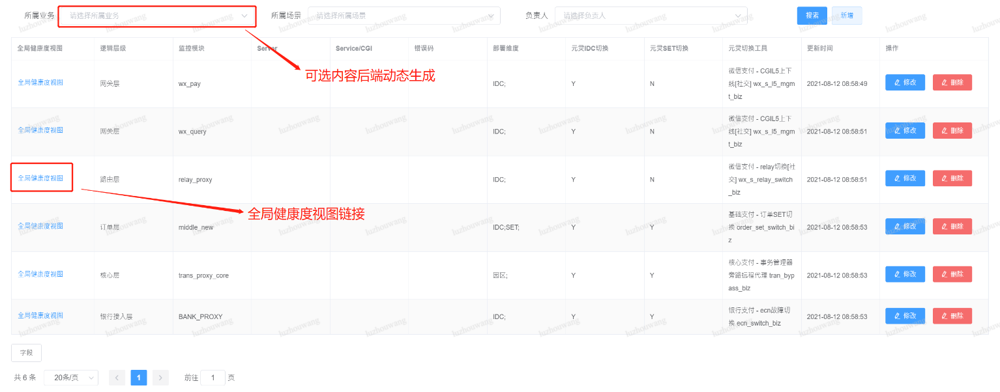 所属业务 请选择所属业务 所属场景 请选择所属场景 负责人 请选择负责人 搜索 新增
全局健康度视图 逻辑层级 监控模块 Server Service/CGI 错误码 部署维度 元灵IDC切换 元灵SET切换 元灵切换工具 更新时间 操作
可选内容后端动态生成
全局健康度视图 网关层 wx_pay IDC; Y N 微信支付 - CGIL5上下
线[社交] wx_s_l5_mgm
t_biz 2021-08-12 08:58:49 修改 删除
全局健康度视图 网关层 wx_query IDC; Y N 微信支付 - CGIL5上下
线[社交] wx_s_l5_mgm
t_biz 2021-08-12 08:58:51 修改 删除
全局健康度视图 路由层 relay_proxy IDC; Y N 微信支付 - relay切换[社
交] wx_s_relay_switch
_biz 2021-08-12 08:58:51 修改 删除
全局健康度视图链接
全局健康度视图 订单层 middle_new IDC;SET; Y Y 基础支付 - 订单SET切
换 order_set_switch_bi
z 2021-08-12 08:58:53 修改 删除
全局健康度视图 核心层 trans_proxy_core 园区; Y Y 核心支付 - 事务管理器
旁路远程代理 tran_byp
ass_biz 2021-08-12 08:58:53 修改 删除
全局健康度视图 银行接入层 BANK_PROXY IDC; Y Y 银行支付 - ecn故障切
换 ecn_switch_biz 2021-08-12 08:58:53 修改 删除
字段
共 6 条 20条/页 1 前往 1 页
luzhouwang